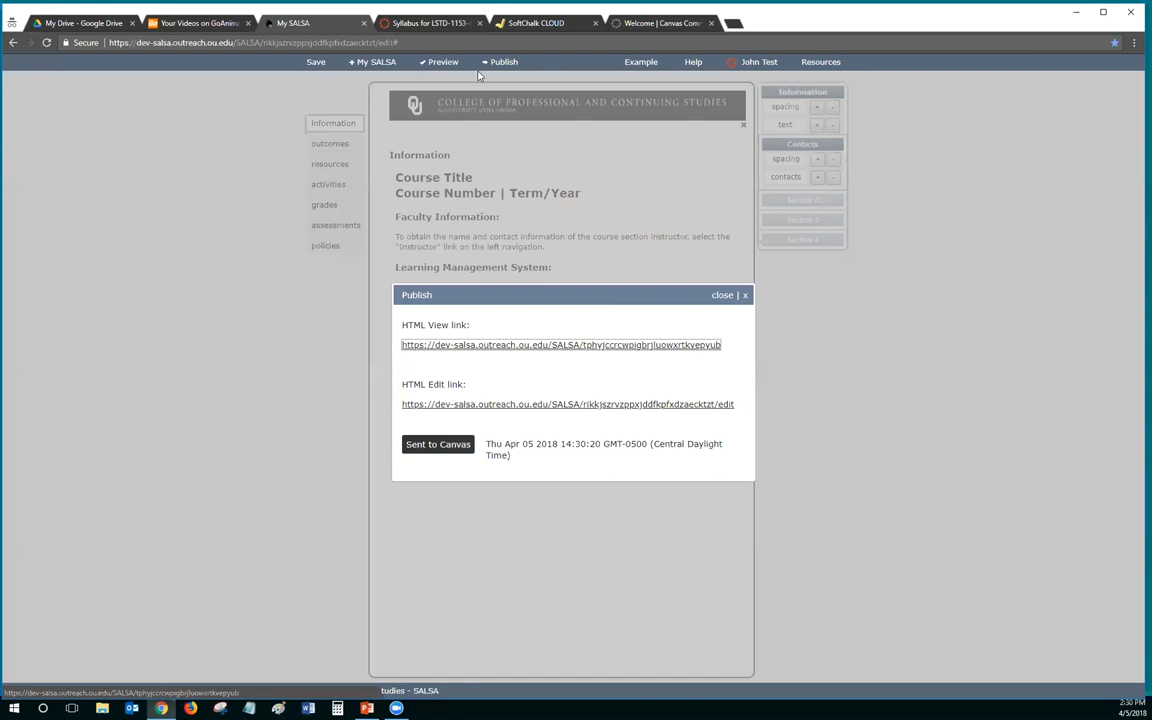 My Drive - Google Drive
Your Videos on GoAnima
My SALSA
Syllabus for LSTD-1153-
SoftChalk CLOUD
Welcome | Canvas Com
Secure
https://dev-salsa.outreach.ou.edu/SALSA/rikkjszrvzppxjddfkpfxdzaecktzt/edit#
Save
+ My SALSA
Preview
Publish
Example
Help
John Test
Resources
information
outcomes
resources
activities
grades
assessments
policies
OU
COLLEGE OF PROFESSIONAL AND CONTINUING STUDIES
x
Information
Course Title
Course Number | Term/Year
Faculty Information:
To obtain the name and contact information of the course section instructor, select the
"Instructor" link on the left navigation.
Learning Management System:
Information
spacing + -
text + -
Contacts
spacing + -
contacts + -
Section 3
Section 4
Publish
close | x
HTML View link:
https://dev-salsa.outreach.ou.edu/SALSA/tphyjccrcwpigbrjluowxrtkvepyub
HTML Edit link:
https://dev-salsa.outreach.ou.edu/SALSA/rikkjszrvzppxjddfkpfxdzaecktzt/edit
Sent to Canvas
Thu Apr 05 2018 14:30:20 GMT-0500 (Central Daylight
Time)
https://dev-salsa.outreach.ou.edu/SALSA/tphyjccrcwpigbrjluowxrtkvepyub
tudies - SALSA
2:30 PM
4/5/2018